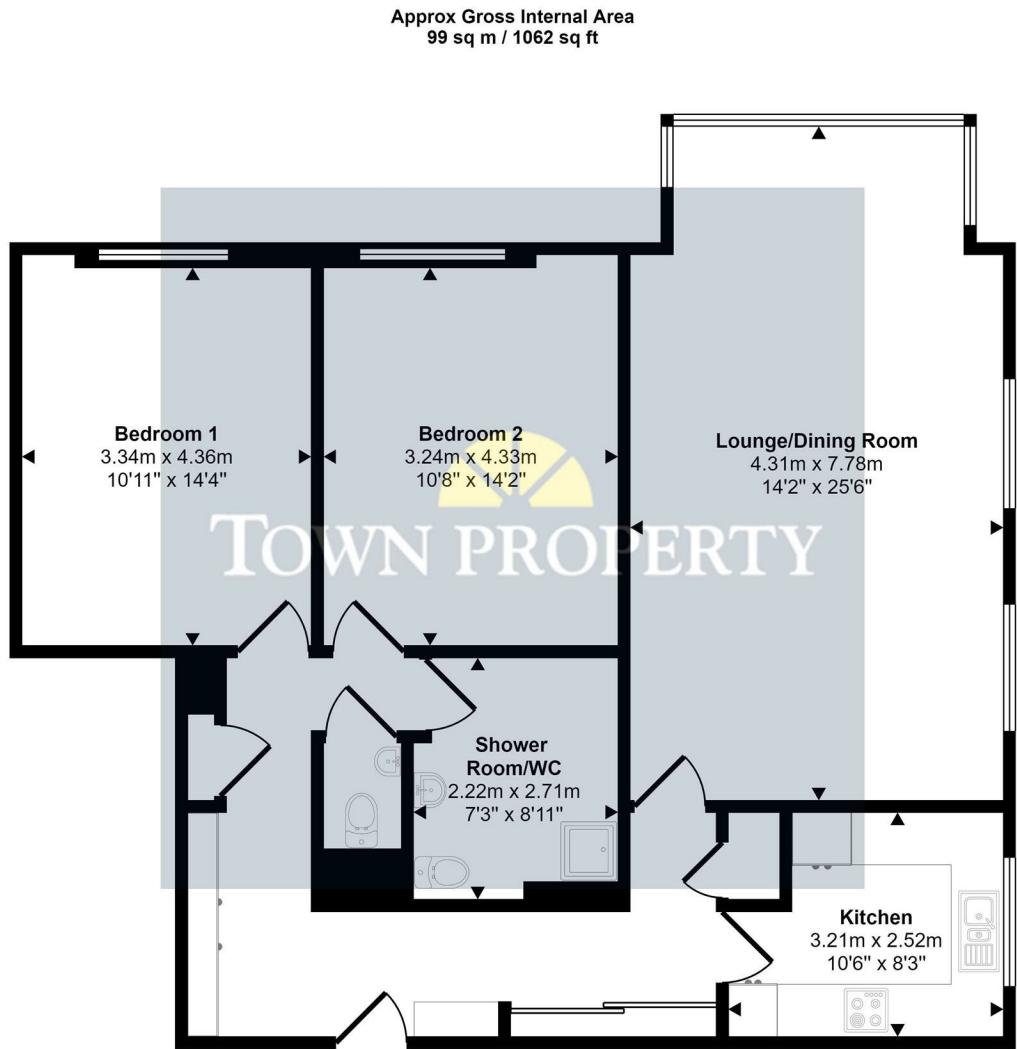 Approx Gross Internal Area
99 sq m / 1062 sq ft
Bedroom 1
3.34m x 4.36m
10'11" x 14'4"
Bedroom 2
3.24m x 4.33m
10'8" x 14'2"
Lounge/Dining Room
4.31m x 7.78m
14'2" x 25'6"
TOWN PROPERTY
Shower
Room/WC
2.22m x 2.71m
7'3" x 8'11"
Kitchen
3.21m x 2.52m
10'6" x 8'3"